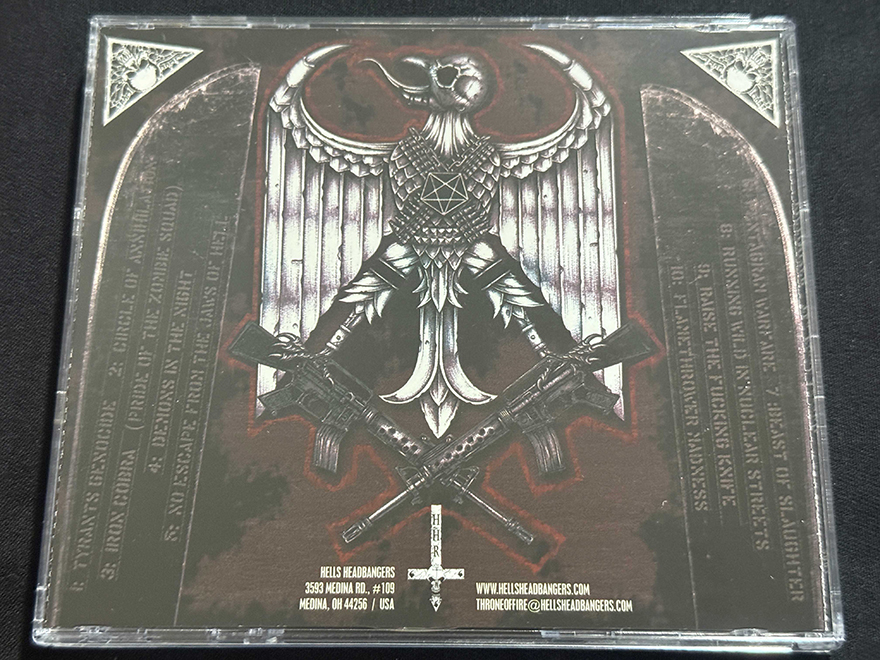 1: TYRANTS GENOCIDE 2: CIRCLE OF ANNIHILATION
3: IRON COBRA (PRIDE OF THE ZOMBIE SQUAD)
4: DEMONS IN THE NIGHT
5: NO ESCAPE FROM THE JAWS OF HELL
6: PENTAGRAM WARFARE 7: BEAST OF SLAUGHTER
8: RUNNING WILD IN NUCLEAR STREETS
9: RAISE THE FUCKING KNIFE
10: FLAMETHROWER MADNESS
HHR
HELLS HEADBANGERS
3593 MEDINA RD., #109
MEDINA, OH 44256 / USA
WWW.HELLSHEADBANGERS.COM
THRONEOFFIRE@HELLSHEADBANGERS.COM